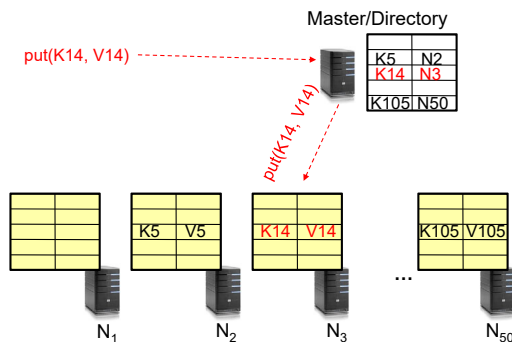 Master/Directory
put(K14, V14)
K5 N2
K14 N3
K105 N50
put(K14, V14)
K5 V5
K14 V14
K105 V105
...
N1
N2
N3
N50